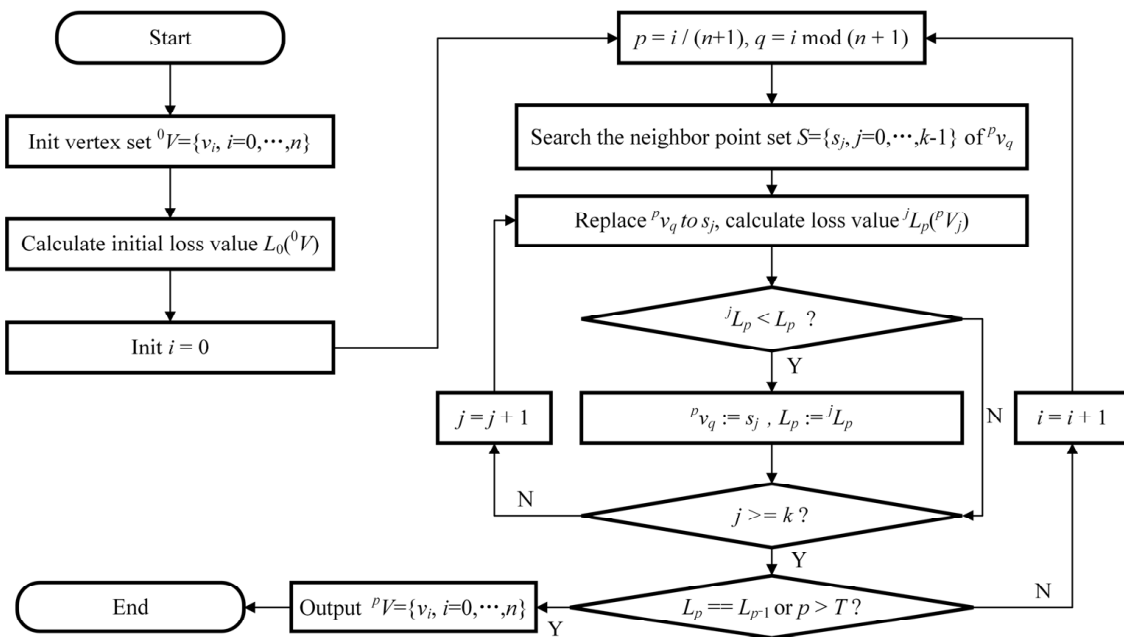 Start
Init vertex set ⁰V={vᵢ, i=0,⋯,n}
Calculate initial loss value L₀(⁰V)
Init i = 0
p = i / (n+1), q = i mod (n + 1)
Search the neighbor point set S={sⱼ, j=0,⋯,k-1} of ᵖv_q
Replace ᵖv_q to sⱼ, calculate loss value ʲLₚ(ᵖVⱼ)
ʲLₚ < Lₚ ?
Y
N
ᵖv_q := sⱼ , Lₚ := ʲLₚ
j = j + 1
i = i + 1
N
j >= k ?
Y
Lₚ == Lₚ₋₁ or p > T ?
N
Y
Output ᵖV={vᵢ, i=0,⋯,n}
End